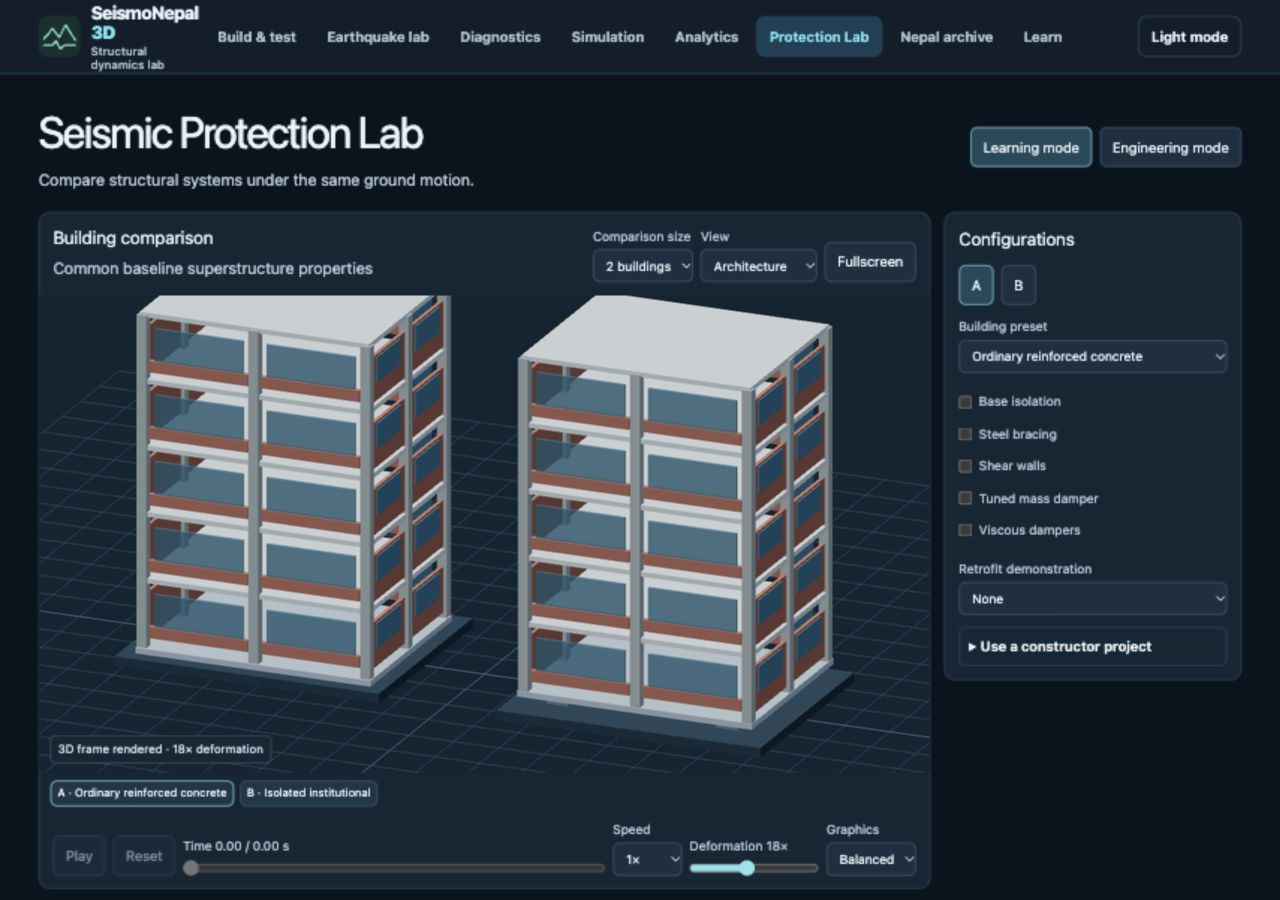 SeismoNepal
3D
Structural
dynamics lab
Build & test
Earthquake lab
Diagnostics
Simulation
Analytics
Protection Lab
Nepal archive
Learn
Light mode
Seismic Protection Lab
Compare structural systems under the same ground motion.
Learning mode
Engineering mode
Building comparison
Common baseline superstructure properties
Comparison size
2 buildings
View
Architecture
Fullscreen
3D frame rendered · 18× deformation
A · Ordinary reinforced concrete
B · Isolated institutional
Play
Reset
Time 0.00 / 0.00 s
Speed
1×
Deformation 18×
Graphics
Balanced
Configurations
A
B
Building preset
Ordinary reinforced concrete
Base isolation
Steel bracing
Shear walls
Tuned mass damper
Viscous dampers
Retrofit demonstration
None
▸ Use a constructor project